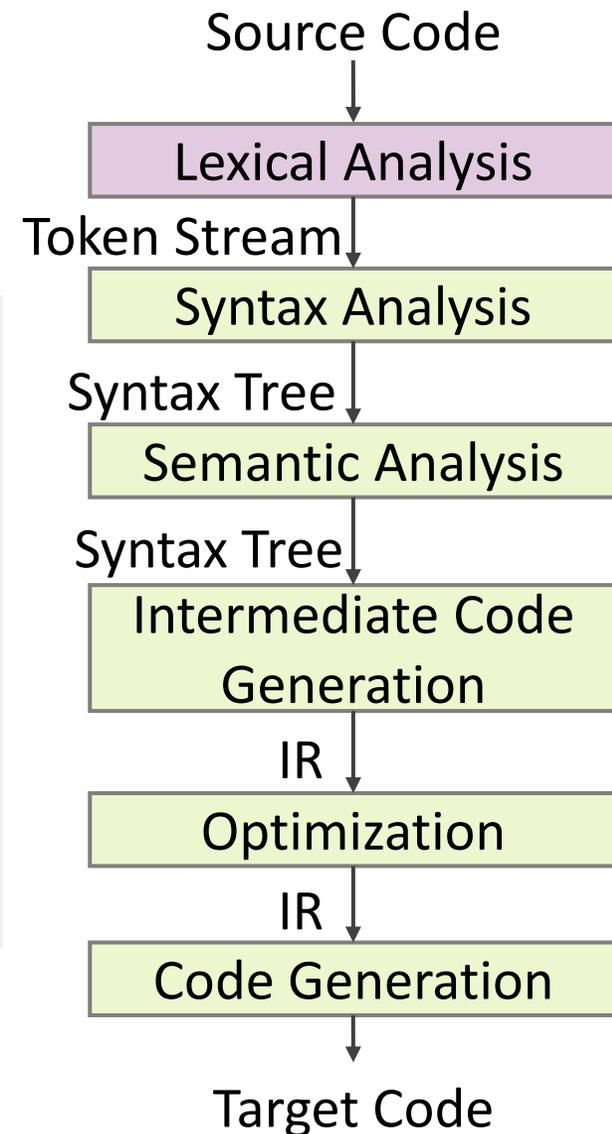 Source Code
Lexical Analysis
Token Stream
Syntax Analysis
Syntax Tree
Semantic Analysis
Syntax Tree
Intermediate Code
Generation
IR
Optimization
IR
Code Generation
Target Code